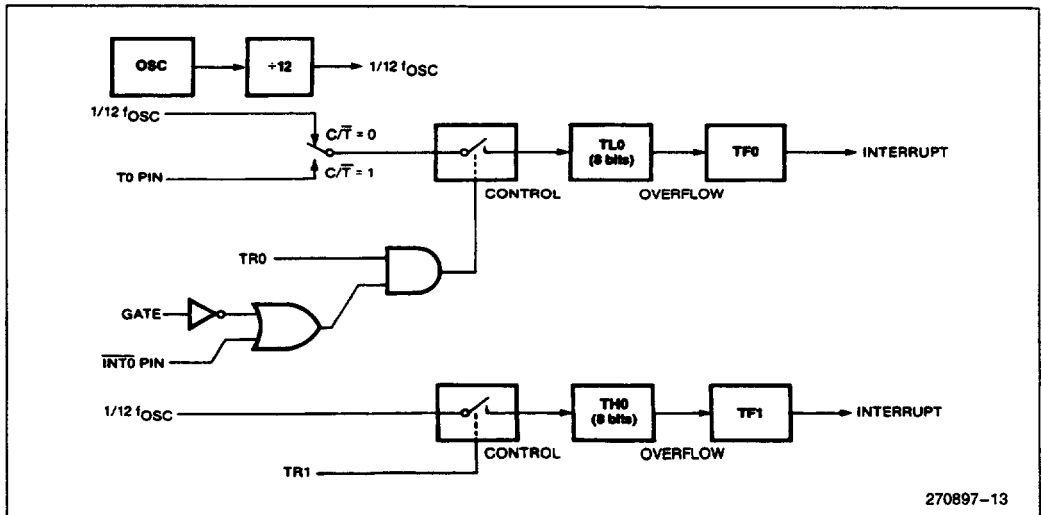 OSC ÷12 1/12 fOSC
1/12 fOSC
C/T̅ = 0
TL0
(8 bits) TF0 INTERRUPT
T0 PIN C/T̅ = 1
CONTROL OVERFLOW
TR0
GATE
I̅N̅T̅0̅ PIN
1/12 fOSC TH0
(8 bits) TF1 INTERRUPT
CONTROL OVERFLOW
TR1
270897–13